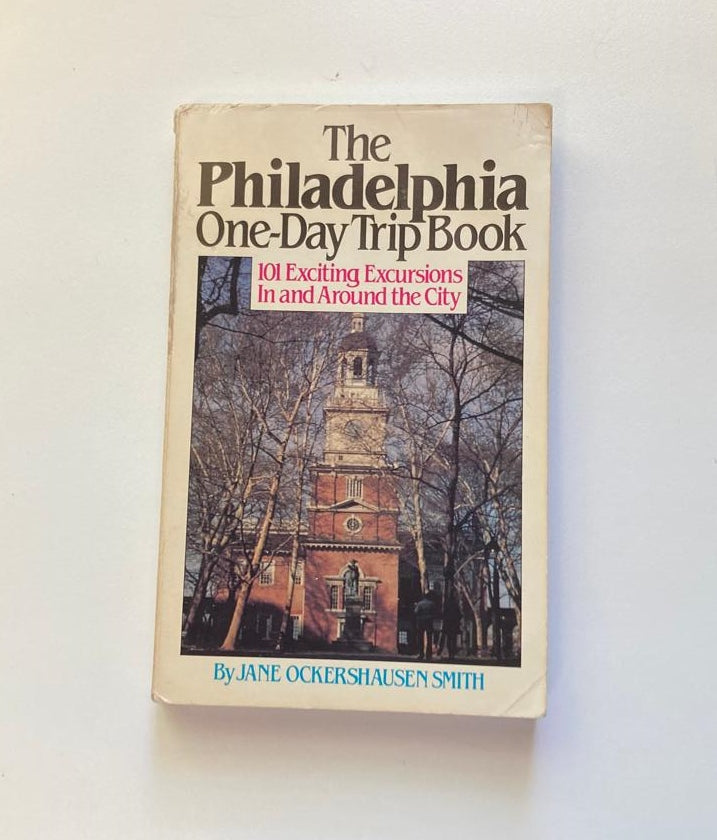 The
Philadelphia
One-Day Trip Book
101 Exciting Excursions
In and Around the City
By JANE OCKERSHAUSEN SMITH